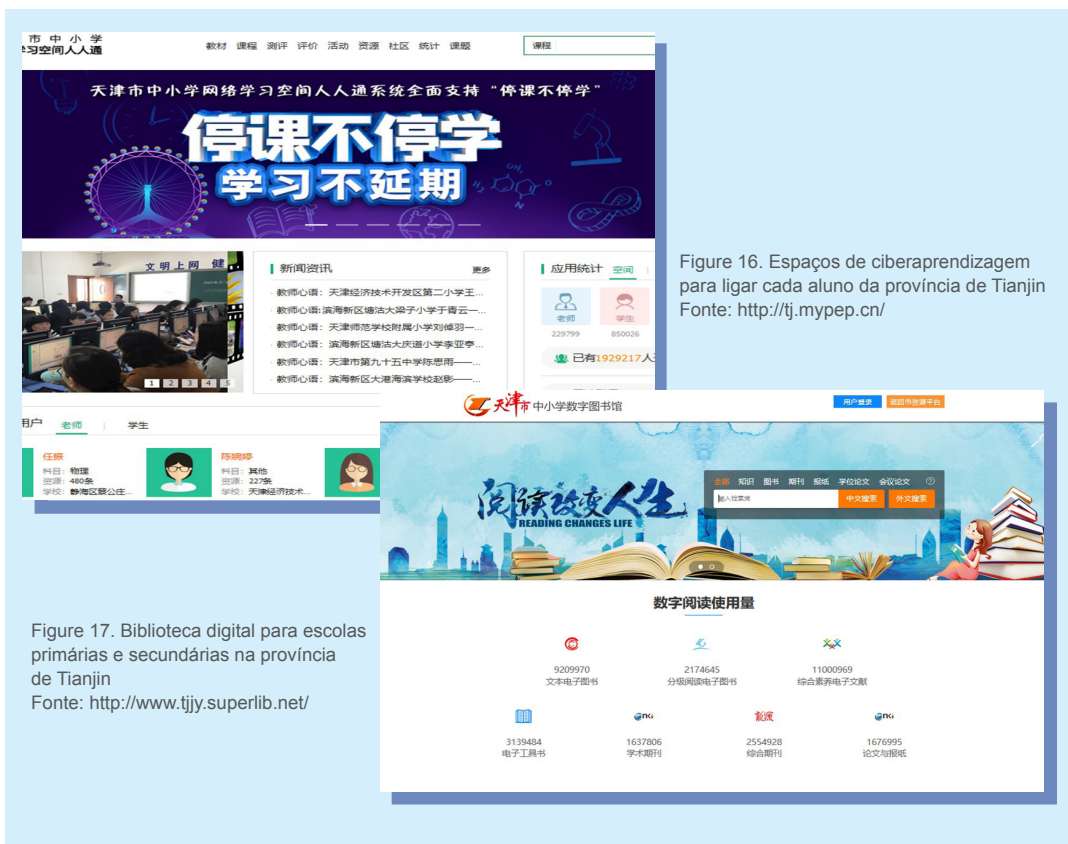 市 中 小 学
学习空间人人通
教材 课程 测评 评价 活动 资源 社区 统计 课题
课程
天津市中小学网络学习空间人人通系统全面支持“停课不停学”
停课不停学
学习不延期
文明上网 健
1 2 3 4 5
新闻资讯 更多
教师心语：天津经济技术开发区第二小学王...
教师心语：滨海新区塘沽大梁子小学于青云—...
教师心语：天津师范学校附属小学刘倬羽—...
教师心语：滨海新区塘沽大庆道小学李亚亭...
教师心语：天津市第九十五中学陈思雨——...
教师心语：滨海新区大港海滨学校赵影——...
应用统计 空间
老师 学生
229799 850026
已有1929217人
用户 老师 学生
任振
科目：物理
资源：480条
学校：静海区蔡公庄...
陈婉婷
科目：其他
资源：227条
学校：天津经济技术...
Figure 16. Espaços de ciberaprendizagem
para ligar cada aluno da província de Tianjin
Fonte: http://tj.mypep.cn/
天津市中小学数字图书馆
用户登录 返回市资源平台
阅读改变人生
READING CHANGES LIFE
全部 知识 图书 期刊 报纸 学位论文 会议论文
输入检索词 中文搜索 外文搜索
数字阅读使用量
9209970 2174645 11000969
文本电子图书 分级阅读电子图书 综合素养电子文献
3139484 1637806 2554928 1676995
电子工具书 学术期刊 综合期刊 论文与报纸
Figure 17. Biblioteca digital para escolas
primárias e secundárias na província
de Tianjin
Fonte: http://www.tjjy.superlib.net/